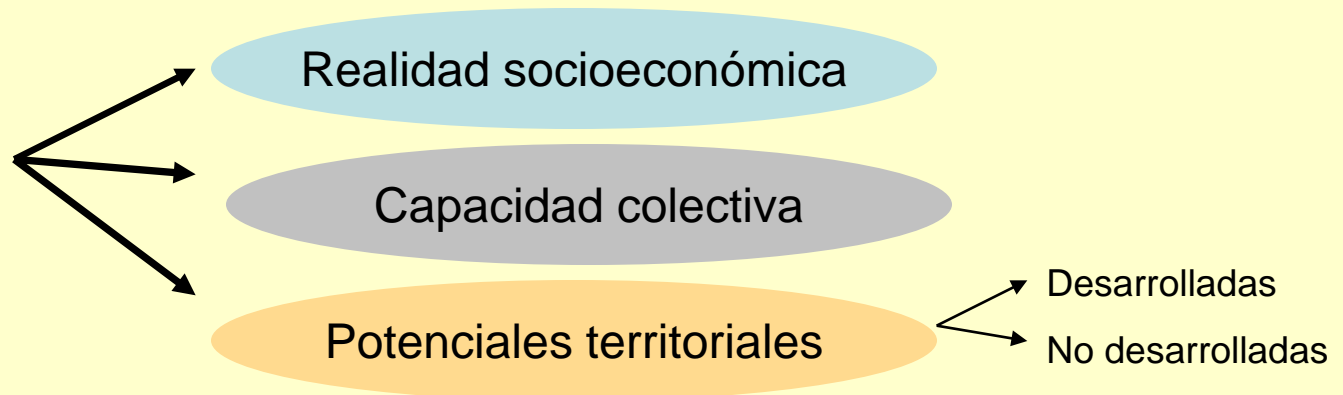 Realidad socioeconómica
Capacidad colectiva
Potenciales territoriales
Desarrolladas
No desarrolladas